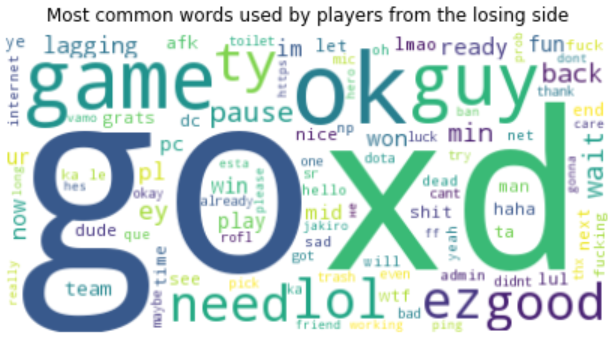 Most common words used by players from the losing side
ye lagging afk toilet im let oh lmao ready fun fuck
internet game ty https mic ok guy prob dont back
vamo grats dc pause hero ban thank end
nice np won luck min net care wait
ur pc esta one dota try
ka le pl win sr hello dead man gonna
hes okay already please cant
now long ey play mid shit haha next
go xd
dude que rofl jakiro не ff yeah ta thx fucking
time see sad got will admin didnt lul
team maybe pick trash even wtf
really need ka lol bad ez good
friend working ping